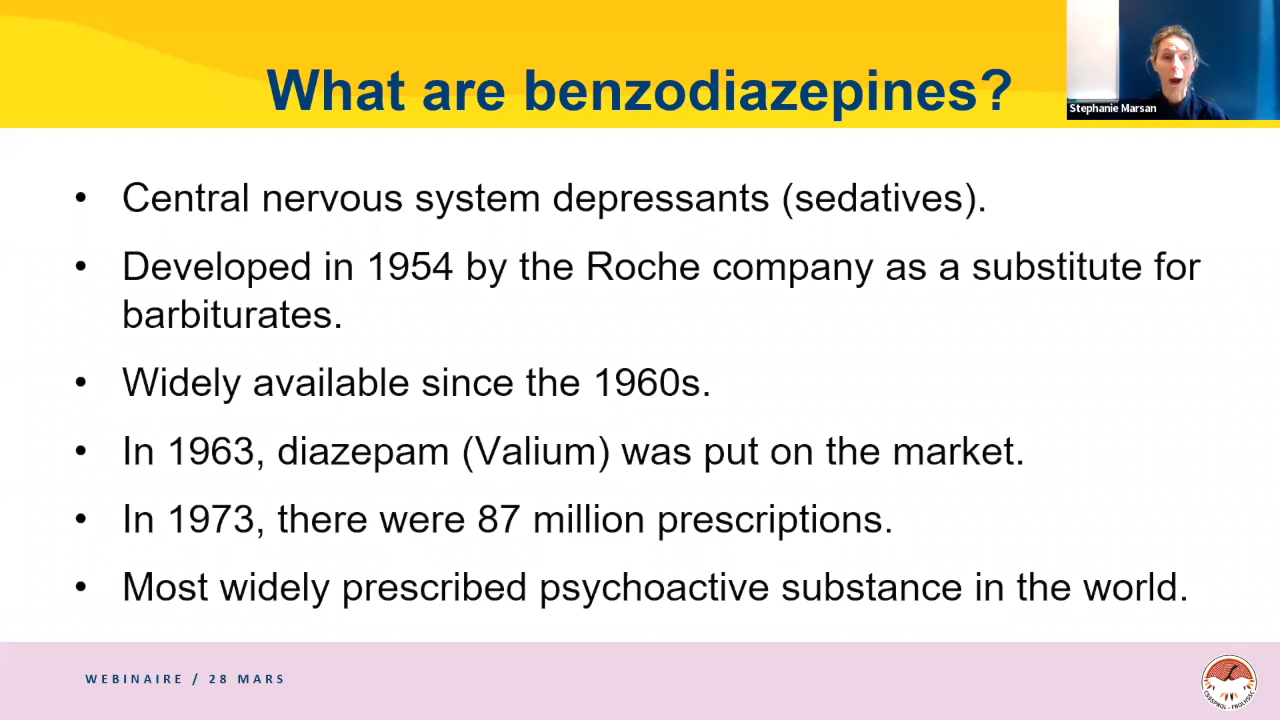 What are benzodiazepines?
Stephanie Marsan
• Central nervous system depressants (sedatives).
• Developed in 1954 by the Roche company as a substitute for
barbiturates.
• Widely available since the 1960s.
• In 1963, diazepam (Valium) was put on the market.
• In 1973, there were 87 million prescriptions.
• Most widely prescribed psychoactive substance in the world.
WEBINAIRE / 28 MARS
CSSSPNQL - FNQLHSSC